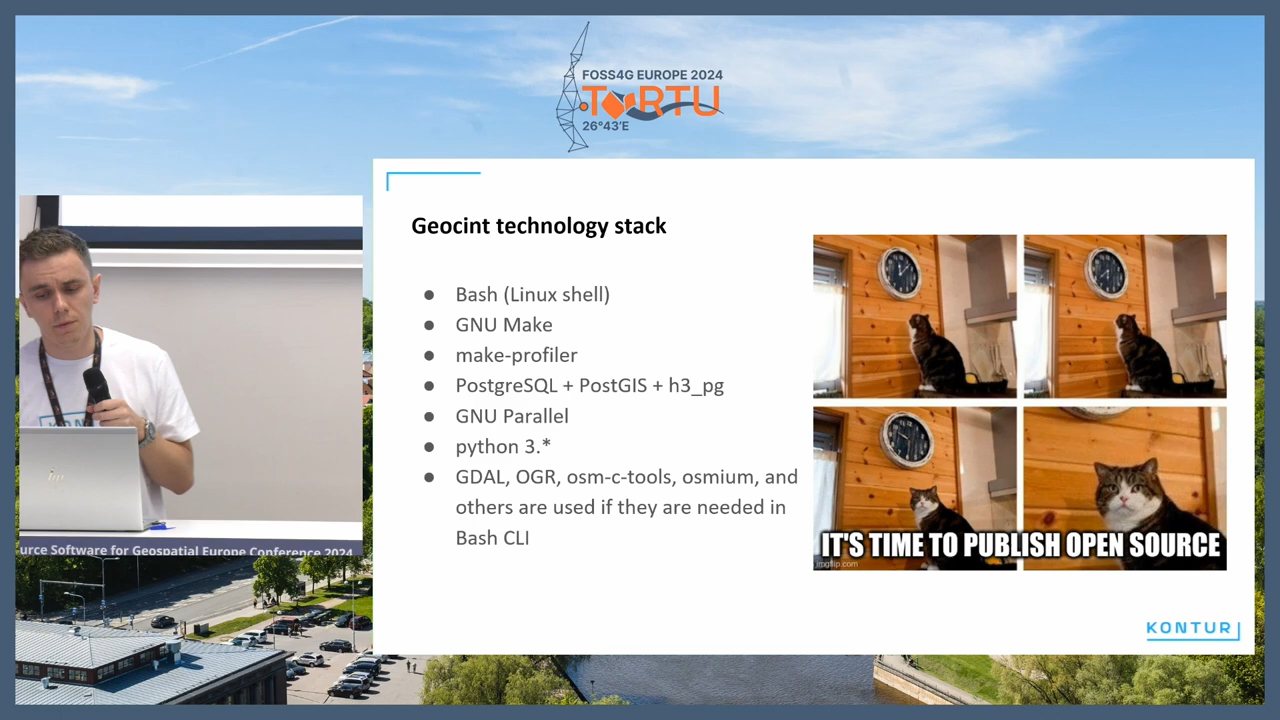 FOSS4G EUROPE 2024
TARTU
26°43'E
Geocint technology stack
● Bash (Linux shell)
● GNU Make
● make-profiler
● PostgreSQL + PostGIS + h3_pg
● GNU Parallel
● python 3.*
● GDAL, OGR, osm-c-tools, osmium, and
others are used if they are needed in
Bash CLI
IT'S TIME TO PUBLISH OPEN SOURCE
imgflip.com
KONTUR
hp
urce Software for Geospatial Europe Conference 2024